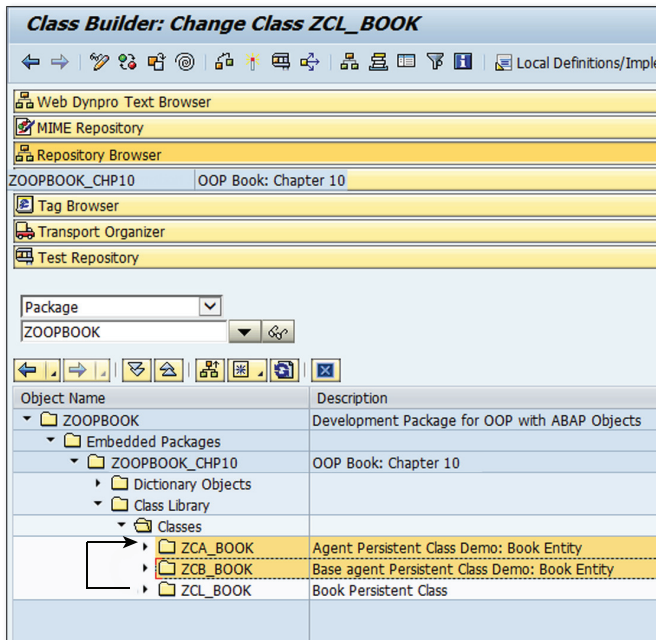 Class Builder: Change Class ZCL_BOOK
Local Definitions/Imple
Web Dynpro Text Browser
MIME Repository
Repository Browser
ZOOPBOOK_CHP10 OOP Book: Chapter 10
Tag Browser
Transport Organizer
Test Repository
Package
ZOOPBOOK
Object Name Description
ZOOPBOOK Development Package for OOP with ABAP Objects
Embedded Packages
ZOOPBOOK_CHP10 OOP Book: Chapter 10
Dictionary Objects
Class Library
Classes
ZCA_BOOK Agent Persistent Class Demo: Book Entity
ZCB_BOOK Base agent Persistent Class Demo: Book Entity
ZCL_BOOK Book Persistent Class